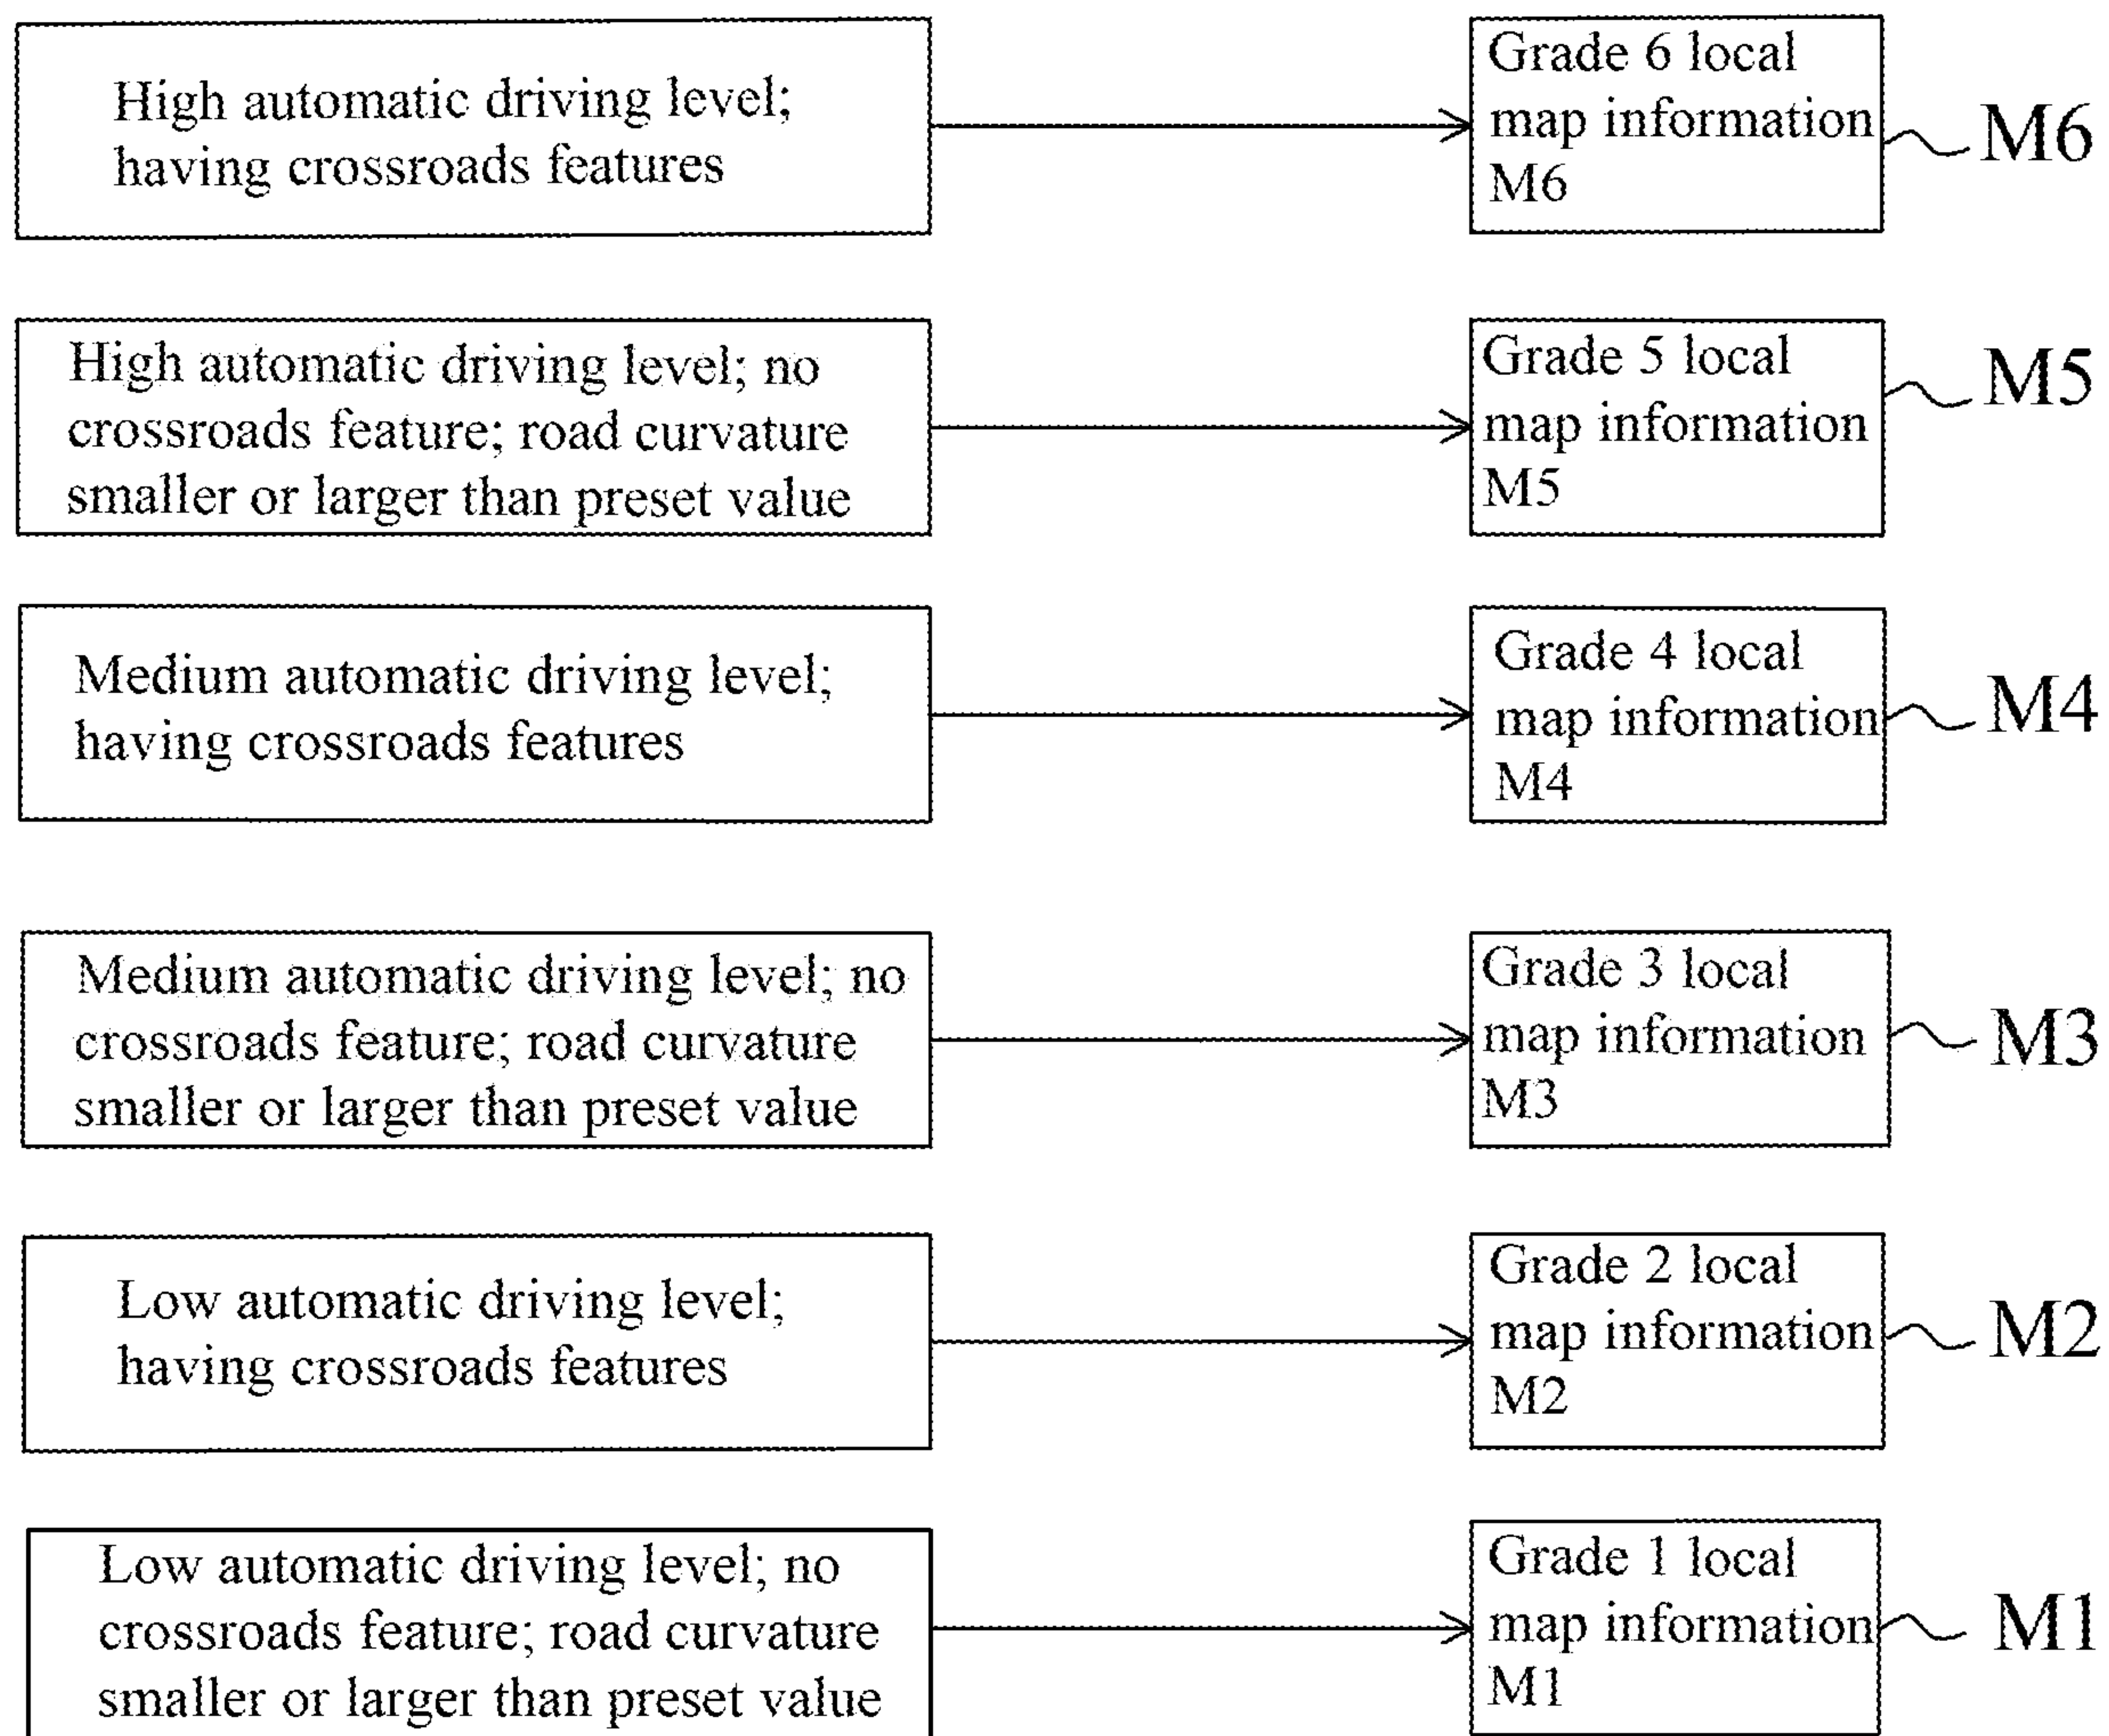 High automatic driving level;
having crossroads features
Grade 6 local
map information
M6
M6
High automatic driving level; no
crossroads feature; road curvature
smaller or larger than preset value
Grade 5 local
map information
M5
M5
Medium automatic driving level;
having crossroads features
Grade 4 local
map information
M4
M4
Medium automatic driving level; no
crossroads feature; road curvature
smaller or larger than preset value
Grade 3 local
map information
M3
M3
Low automatic driving level;
having crossroads features
Grade 2 local
map information
M2
M2
Low automatic driving level; no
crossroads feature; road curvature
smaller or larger than preset value
Grade 1 local
map information
M1
M1